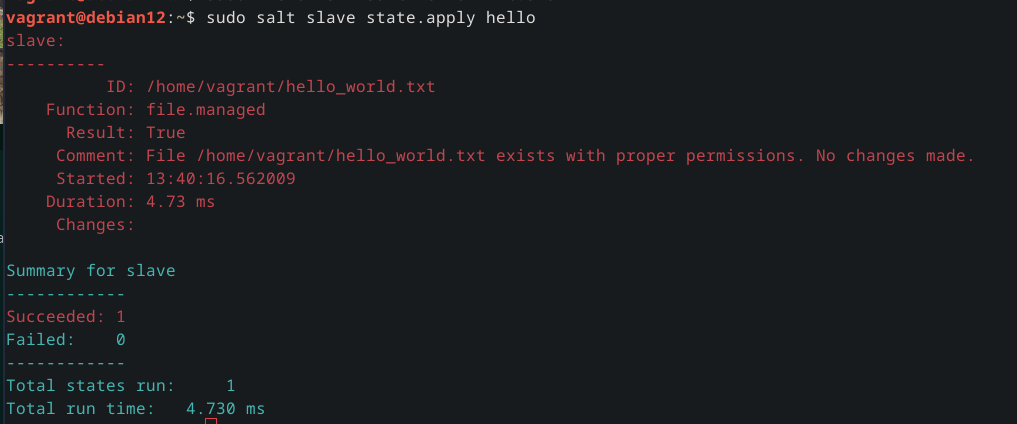 vagrant@debian12:~$ sudo salt slave state.apply hello
slave:
----------
          ID: /home/vagrant/hello_world.txt
    Function: file.managed
      Result: True
     Comment: File /home/vagrant/hello_world.txt exists with proper permissions. No changes made.
     Started: 13:40:16.562009
    Duration: 4.73 ms
     Changes:
Summary for slave
------------
Succeeded: 1
Failed:    0
------------
Total states run:     1
Total run time:   4.730 ms